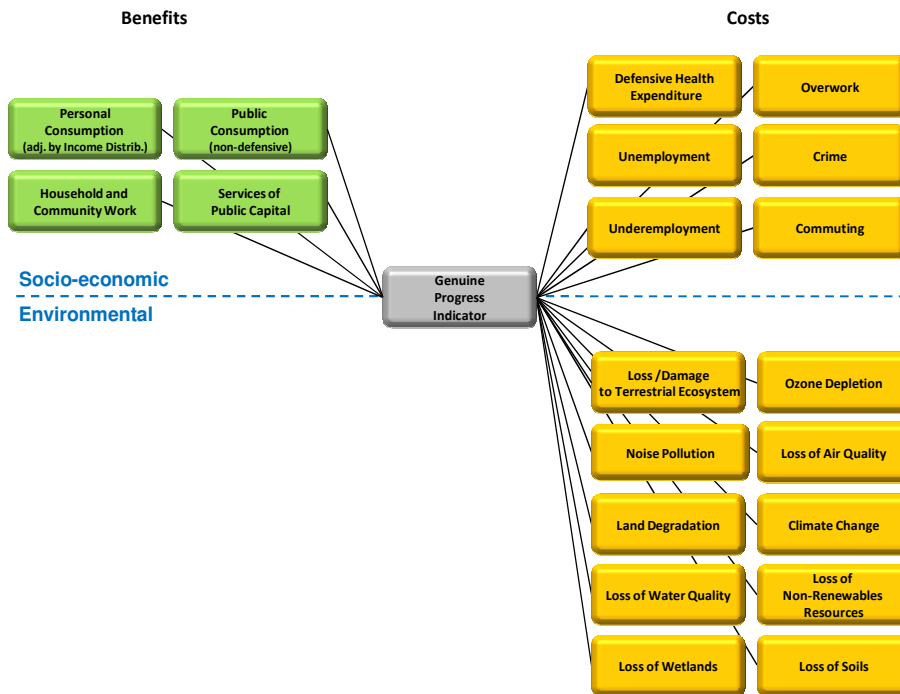 Benefits
Costs
Personal
Consumption
(adj. by Income Distrib.)
Public
Consumption
(non-defensive)
Household and
Community Work
Services of
Public Capital
Defensive Health
Expenditure
Overwork
Unemployment
Crime
Underemployment
Commuting
Socio-economic
Environmental
Genuine
Progress
Indicator
Loss /Damage
to Terrestrial Ecosystem
Ozone Depletion
Noise Pollution
Loss of Air Quality
Land Degradation
Climate Change
Loss of Water Quality
Loss of
Non-Renewables
Resources
Loss of Wetlands
Loss of Soils